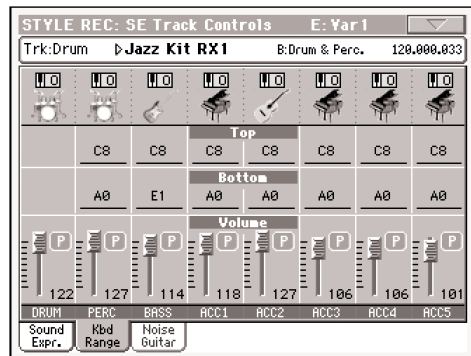 STYLE REC: SE Track Controls E: Var1
Trk:Drum ▷Jazz Kit RX1 B:Drum & Perc. 120.000.033
Top
C8 C8 C8 C8 C8 C8 C8
Bottom
A0 E1 A0 A0 A0 A0 A0
Volume
P P P P P P P P
122 127 114 118 127 106 106 101
DRUM PERC BASS ACC1 ACC2 ACC3 ACC4 ACC5
Sound Expr. Kbd Range Noise Guitar